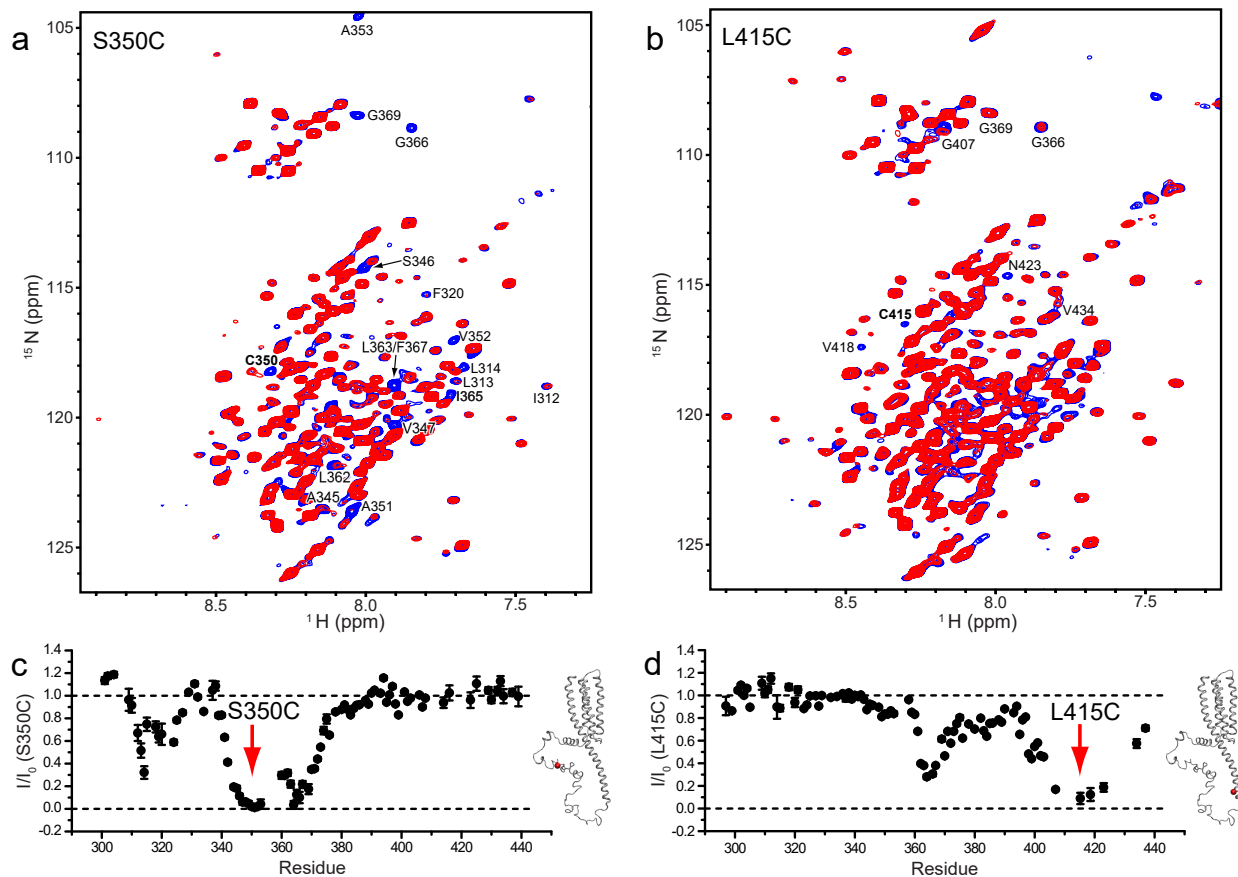 a
S350C
A353
G369
G366
S346
F320
V352
C350
L363/F367
L314
L313
I312
I365
V347
L362
A345
A351
105
110
115
120
125
15 N (ppm)
8.5
8.0
7.5
1 H (ppm)
b
L415C
G369
G407
G366
N423
C415
V434
V418
105
110
115
120
125
15 N (ppm)
8.5
8.0
7.5
1 H (ppm)
c
1.4
1.2
1.0
0.8
0.6
0.4
0.2
0.0
-0.2
I/I0 (S350C)
S350C
300 320 340 360 380 400 420 440
Residue
d
1.4
1.2
1.0
0.8
0.6
0.4
0.2
0.0
-0.2
I/I0 (L415C)
L415C
300 320 340 360 380 400 420 440
Residue